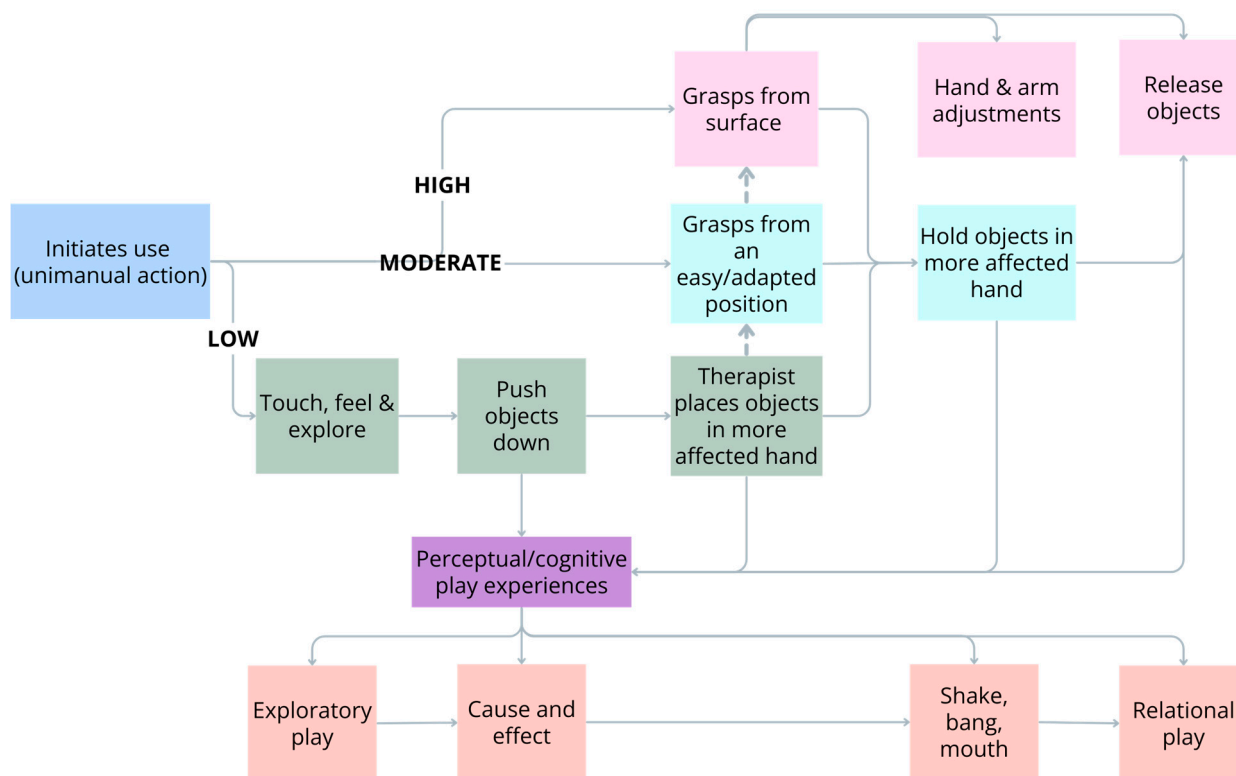 Grasps from
surface
Hand & arm
adjustments
Release
objects
HIGH
Initiates use
(unimanual action)
MODERATE
Grasps from
an
easy/adapted
position
Hold objects in
more affected
hand
LOW
Touch, feel &
explore
Push
objects
down
Therapist
places objects
in more
affected hand
Perceptual/cognitive
play experiences
Exploratory
play
Cause and
effect
Shake,
bang,
mouth
Relational
play